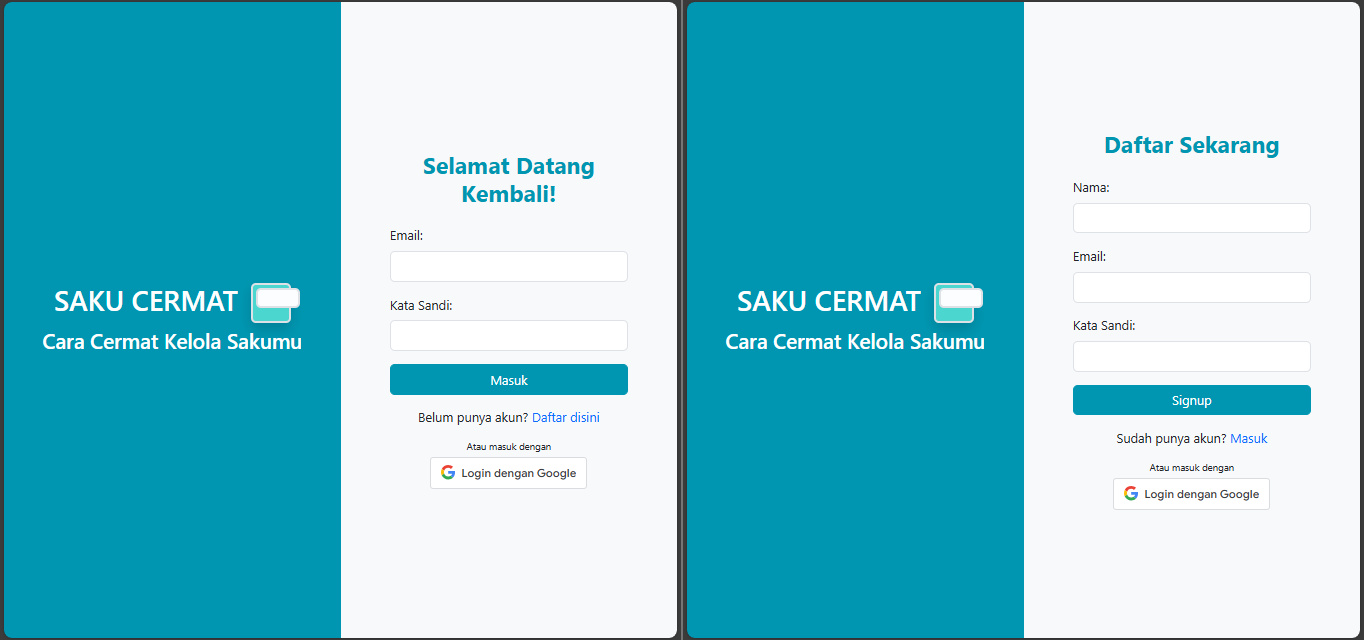 SAKU CERMAT
Cara Cermat Kelola Sakumu
Selamat Datang
Kembali!
Email:
Kata Sandi:
Masuk
Belum punya akun? Daftar disini
Atau masuk dengan
Login dengan Google
SAKU CERMAT
Cara Cermat Kelola Sakumu
Daftar Sekarang
Nama:
Email:
Kata Sandi:
Signup
Sudah punya akun? Masuk
Atau masuk dengan
Login dengan Google